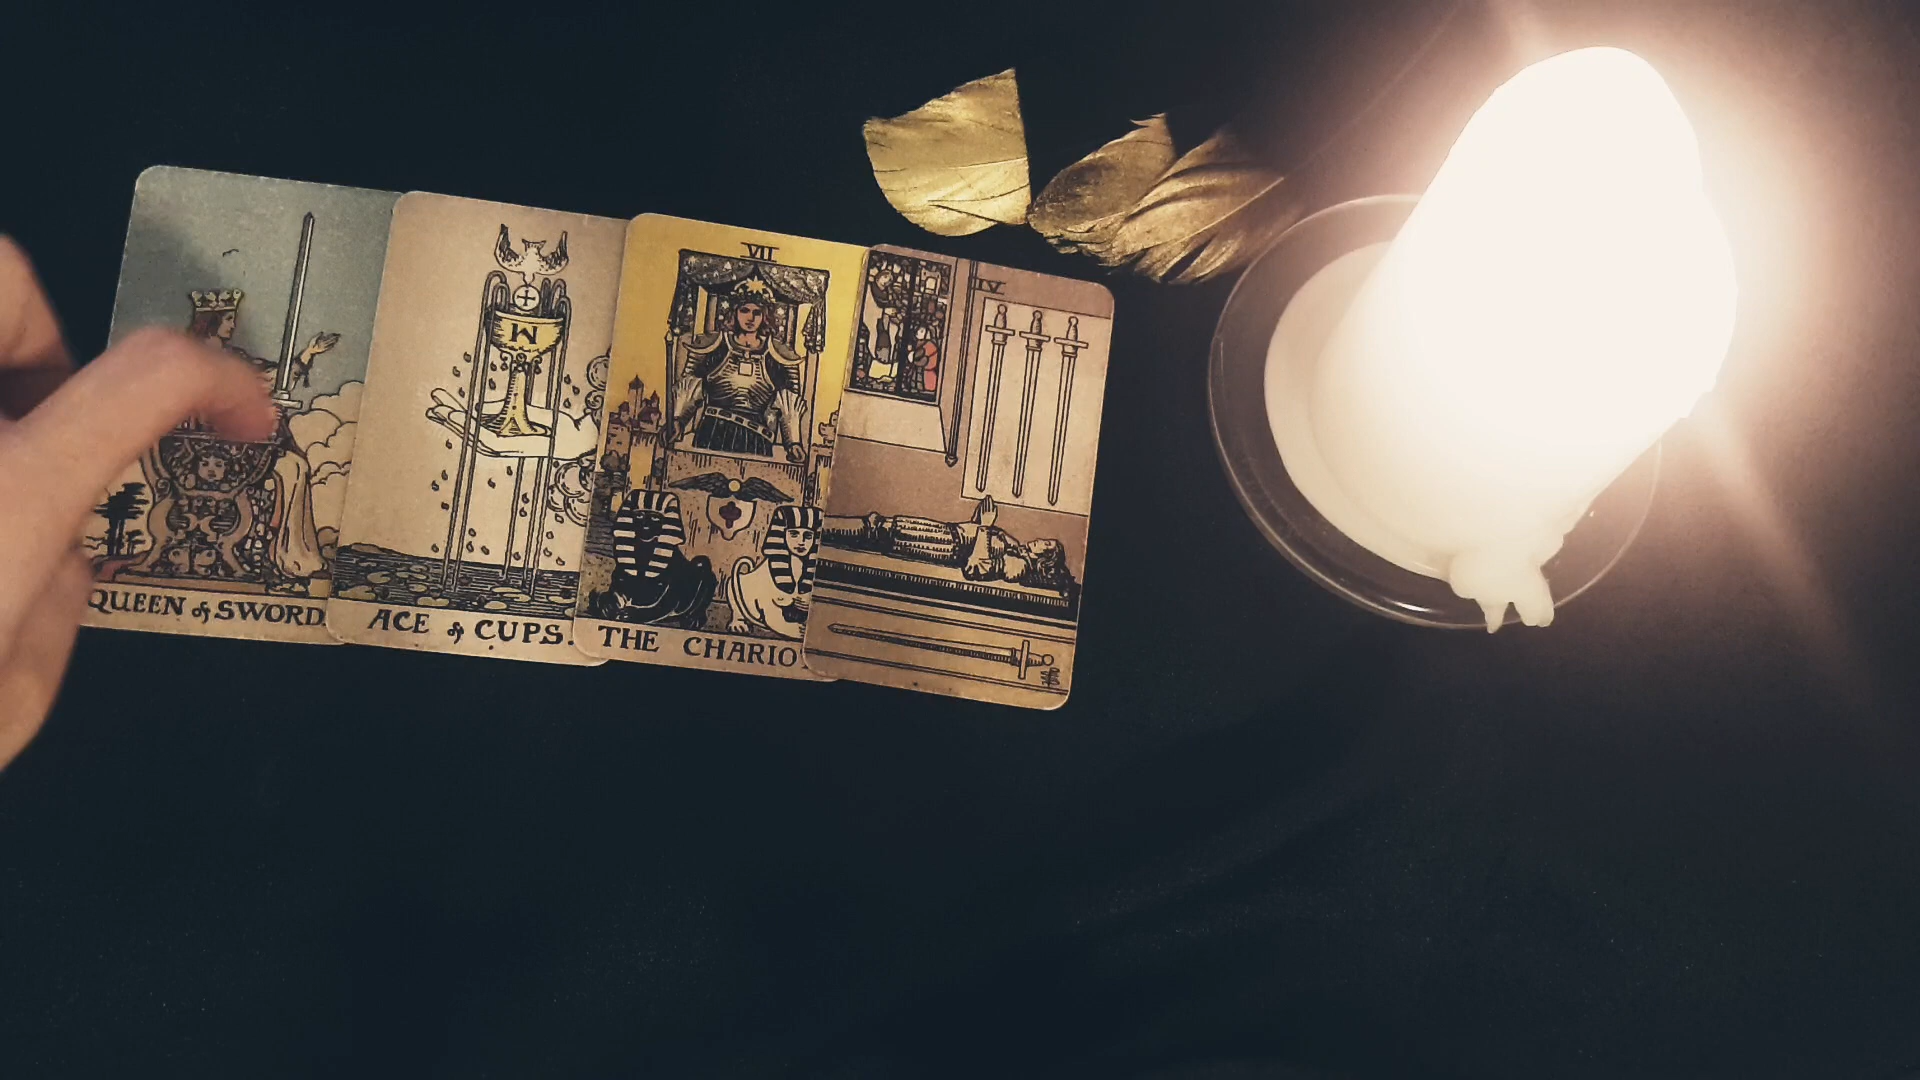 QUEEN of SWORD
ACE of CUPS.
VII
THE CHARIO
IV